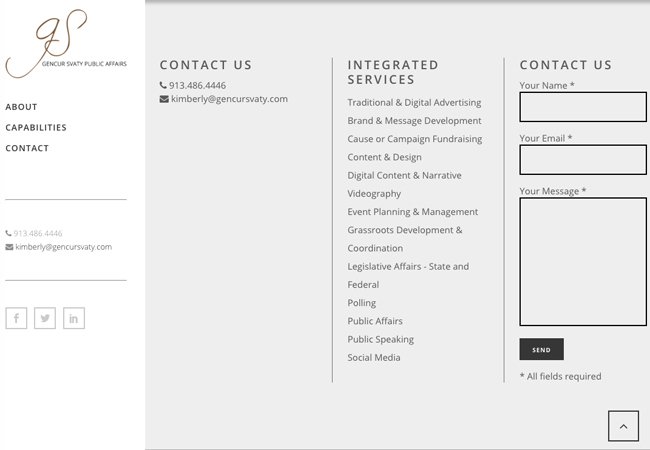 gS
GENCUR SVATY PUBLIC AFFAIRS
ABOUT
CAPABILITIES
CONTACT
913.486.4446
kimberly@gencursvaty.com
f
in
CONTACT US
913.486.4446
kimberly@gencursvaty.com
INTEGRATED
SERVICES
Traditional & Digital Advertising
Brand & Message Development
Cause or Campaign Fundraising
Content & Design
Digital Content & Narrative
Videography
Event Planning & Management
Grassroots Development &
Coordination
Legislative Affairs - State and
Federal
Polling
Public Affairs
Public Speaking
Social Media
CONTACT US
Your Name *
Your Email *
Your Message *
SEND
* All fields required